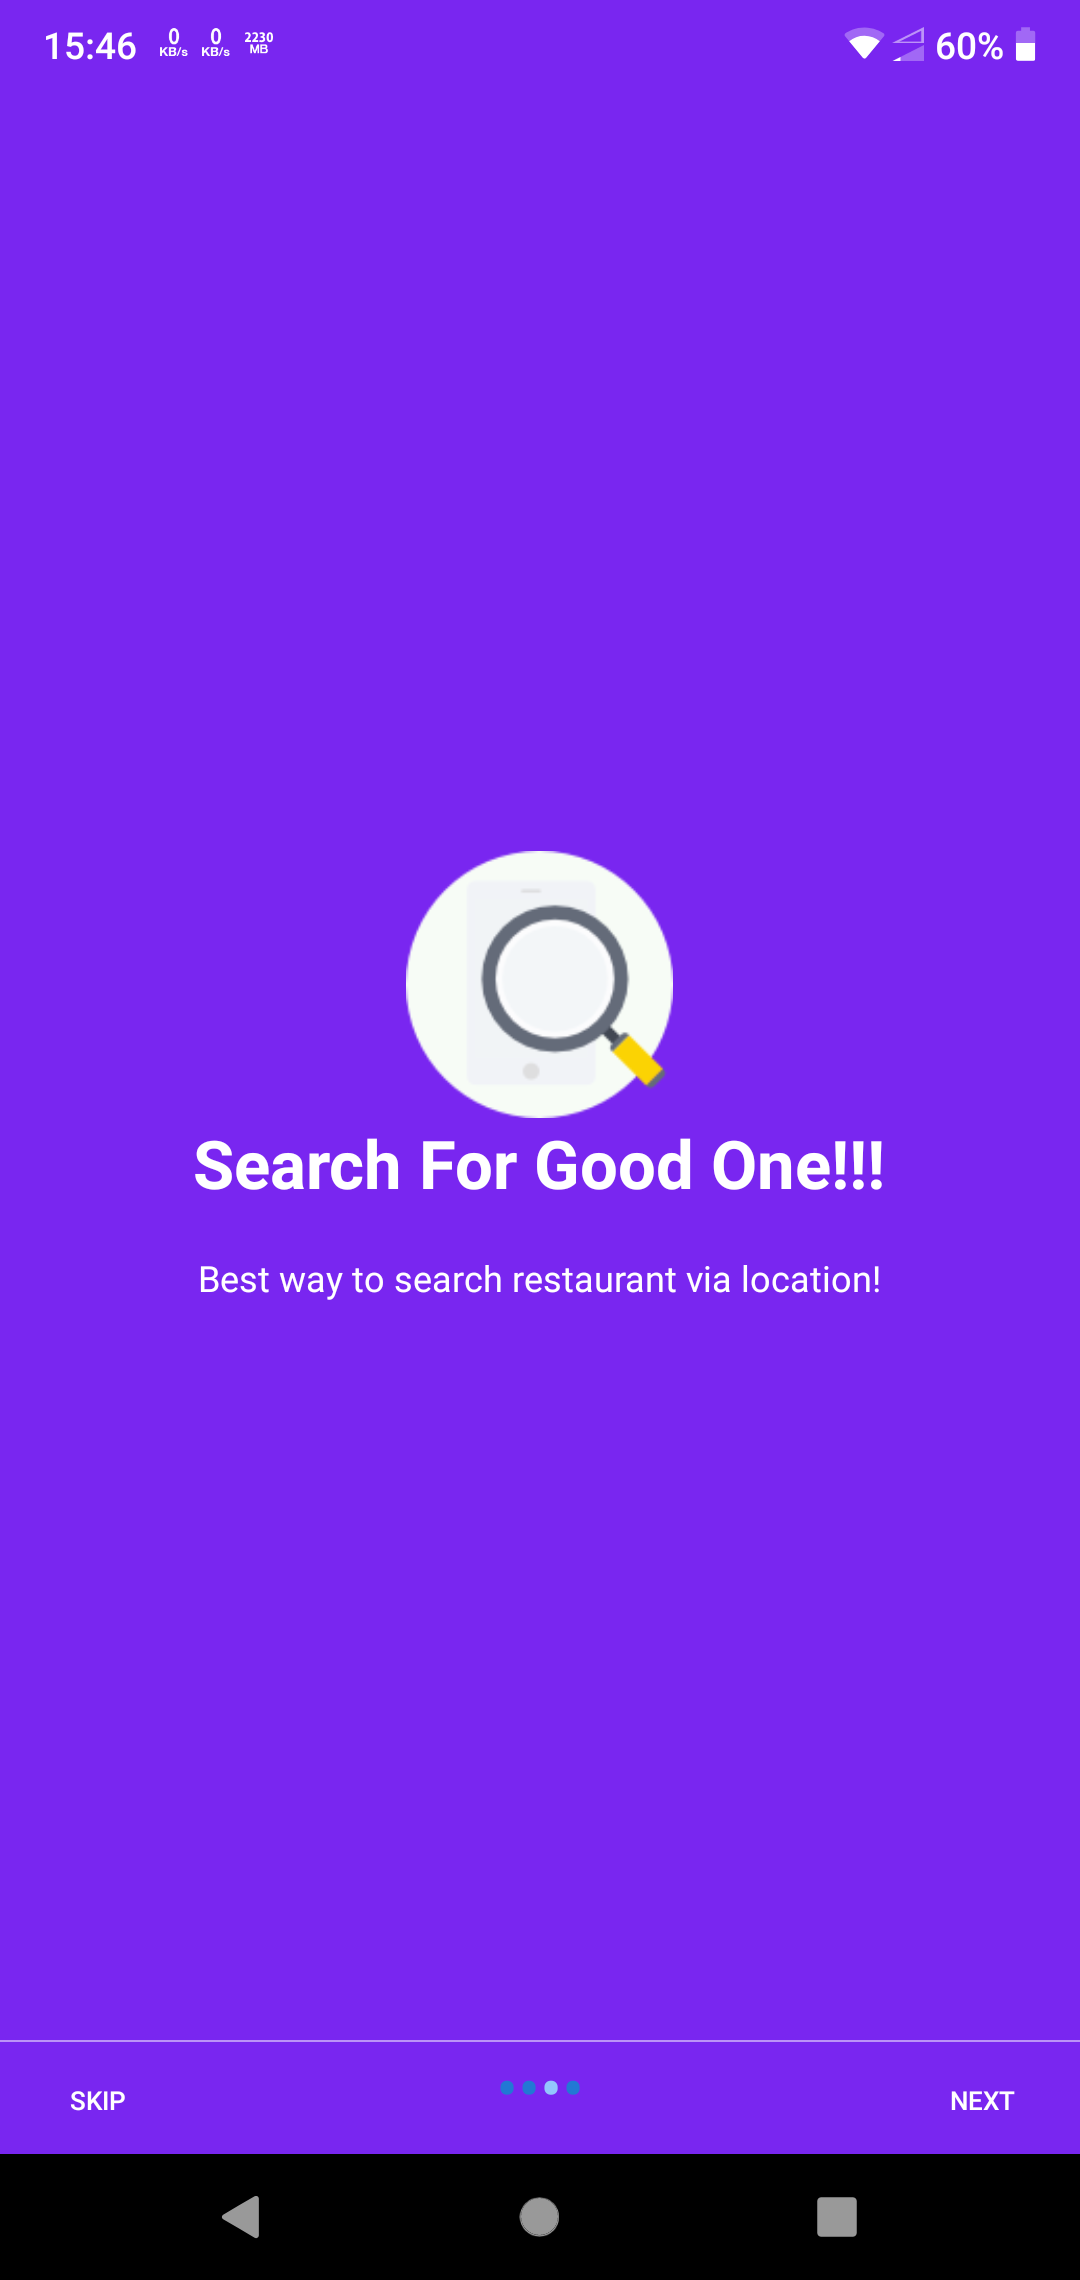 15:46 0 KB/s 0 KB/s 2230 MB 60%
Search For Good One!!!
Best way to search restaurant via location!
SKIP NEXT